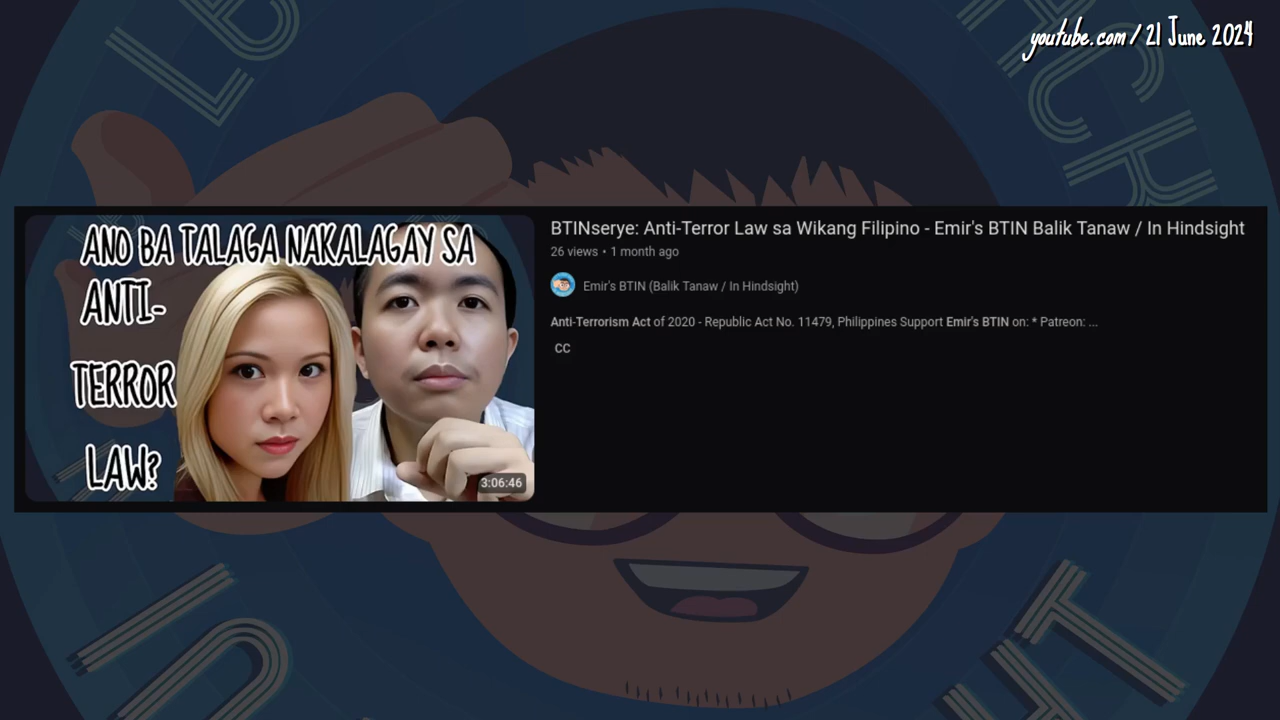 youtube.com / 21 June 2024
ANO BA TALAGA NAKALAGAY SA
ANTI-
TERROR
LAW?
3:06:46
BTINserye: Anti-Terror Law sa Wikang Filipino - Emir's BTIN Balik Tanaw / In Hindsight
26 views • 1 month ago
Emir's BTIN (Balik Tanaw / In Hindsight)
Anti-Terrorism Act of 2020 - Republic Act No. 11479, Philippines Support Emir's BTIN on: * Patreon: ...
CC